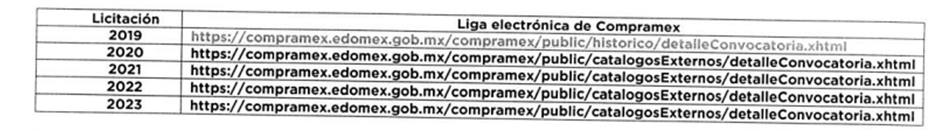 Licitación Liga electrónica de Compramex
2019 https://compramex.edomex.gob.mx/compramex/public/historico/detalleConvocatoria.xhtml
2020 https://compramex.edomex.gob.mx/compramex/public/catalogosExternos/detalleConvocatoria.xhtml
2021 https://compramex.edomex.gob.mx/compramex/public/catalogosExternos/detalleConvocatoria.xhtml
2022 https://compramex.edomex.gob.mx/compramex/public/catalogosExternos/detalleConvocatoria.xhtml
2023 https://compramex.edomex.gob.mx/compramex/public/catalogosExternos/detalleConvocatoria.xhtml